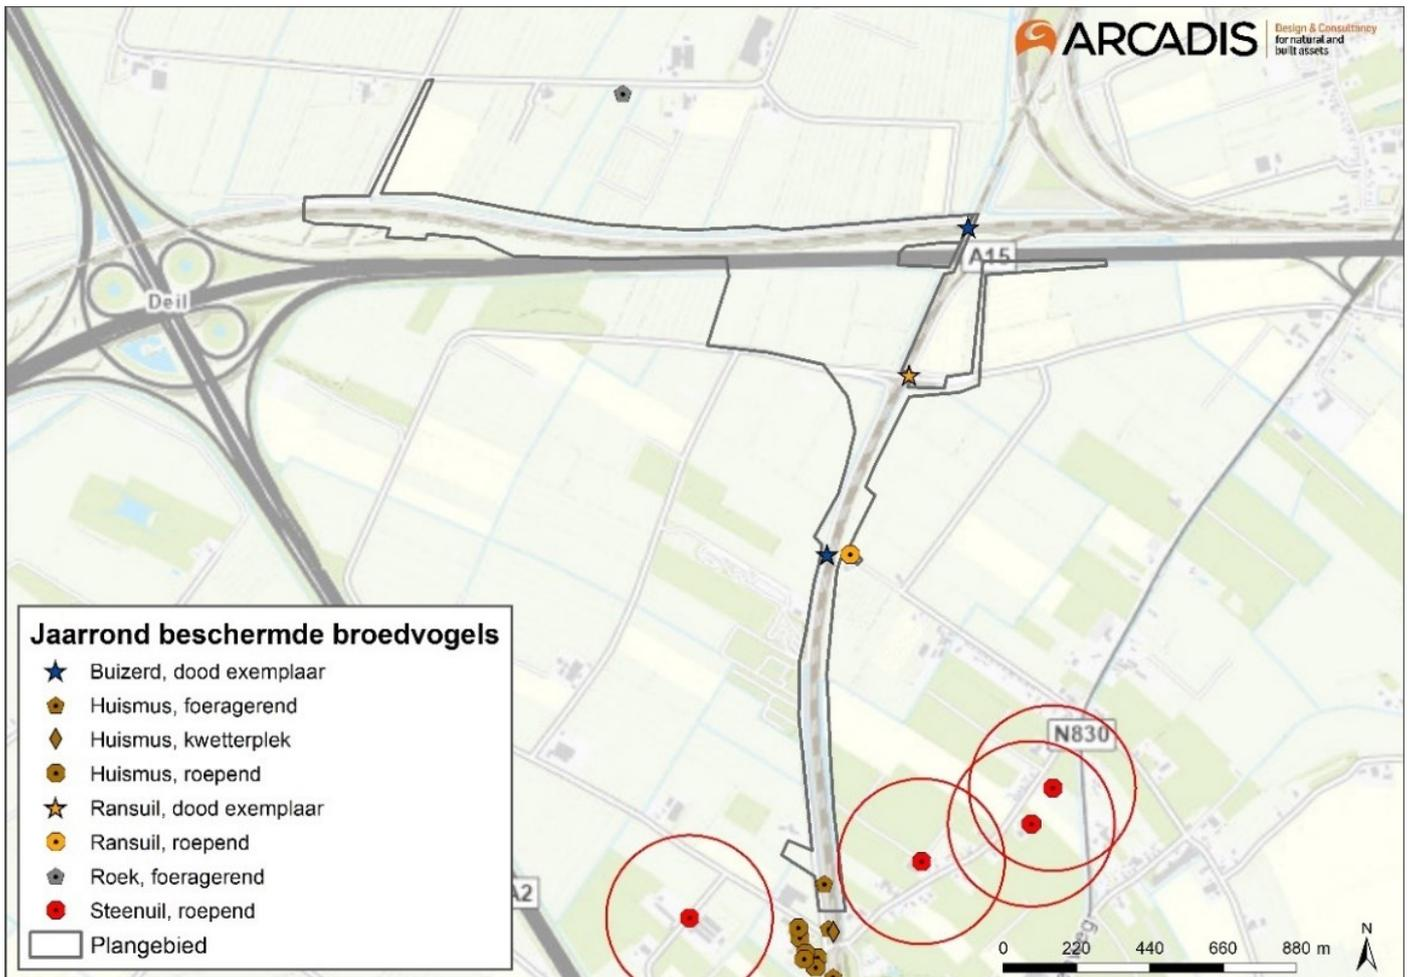 ARCADIS
Design & Consultancy
for natural and
built assets
A15
Deil
N830
A2
Jaarrond beschermde broedvogels
Buizerd, dood exemplaar
Huismus, foeragerend
Huismus, kwetterplek
Huismus, roepend
Ransuil, dood exemplaar
Ransuil, roepend
Roek, foeragerend
Steenuil, roepend
Plangebied
N
0 220 440 660 880 m